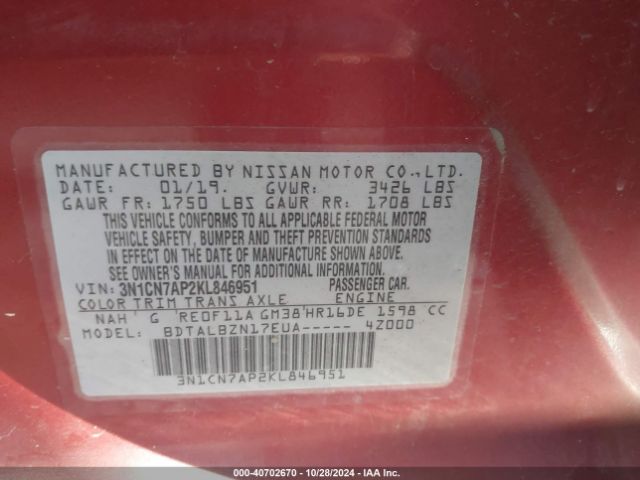 MANUFACTURED BY NISSAN MOTOR CO.,LTD.
DATE: 01/19. GVWR: 3426 LBS
GAWR FR: 1750 LBS GAWR RR: 1708 LBS
THIS VEHICLE CONFORMS TO ALL APPLICABLE FEDERAL MOTOR
VEHICLE SAFETY, BUMPER AND THEFT PREVENTION STANDARDS
IN EFFECT ON THE DATE OF MANUFACTURE SHOWN ABOVE.
SEE OWNER'S MANUAL FOR ADDITIONAL INFORMATION.
VIN: 3N1CN7AP2KL846951 PASSENGER CAR.
COLOR TRIM TRANS AXLE ENGINE
NAH G RE0F11A GM38 HR16DE 1598 CC
MODEL: BDTALBZN17EUA----- 4Z000
3N1CN7AP2KL846951
000-40702670 | 10/28/2024 | IAA Inc.